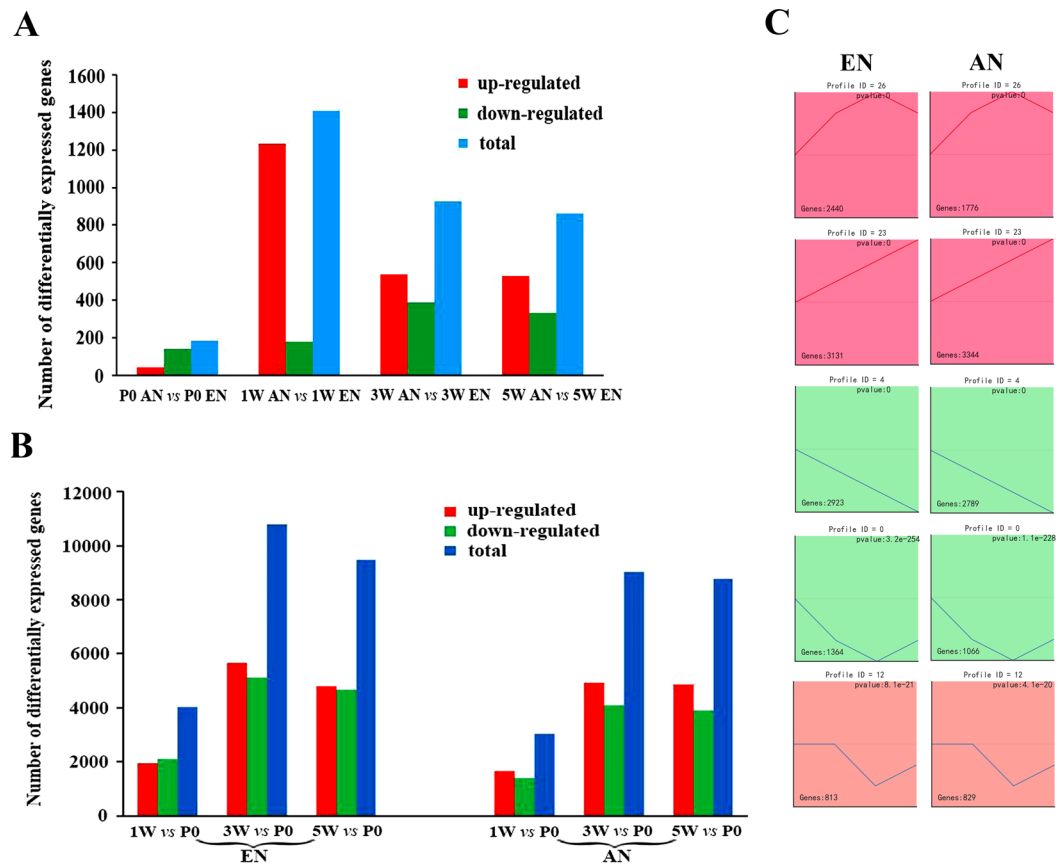 A
Number of differentially expressed genes
1600
1400
1200
1000
800
600
400
200
0
up-regulated
down-regulated
total
P0 AN vs P0 EN
1W AN vs 1W EN
3W AN vs 3W EN
5W AN vs 5W EN
B
Number of differentially expressed genes
12000
10000
8000
6000
4000
2000
0
up-regulated
down-regulated
total
1W vs P0
3W vs P0
5W vs P0
EN
1W vs P0
3W vs P0
5W vs P0
AN
C
EN
AN
Profile ID = 26
pvalue:0
Genes:2440
Profile ID = 26
pvalue:0
Genes:1776
Profile ID = 23
pvalue:0
Genes:3131
Profile ID = 23
pvalue:0
Genes:3344
Profile ID = 4
pvalue:0
Genes:2923
Profile ID = 4
pvalue:0
Genes:2789
Profile ID = 0
pvalue:3.2e-254
Genes:1364
Profile ID = 0
pvalue:1.1e-228
Genes:1066
Profile ID = 12
pvalue:8.1e-21
Genes:813
Profile ID = 12
pvalue:4.1e-20
Genes:829